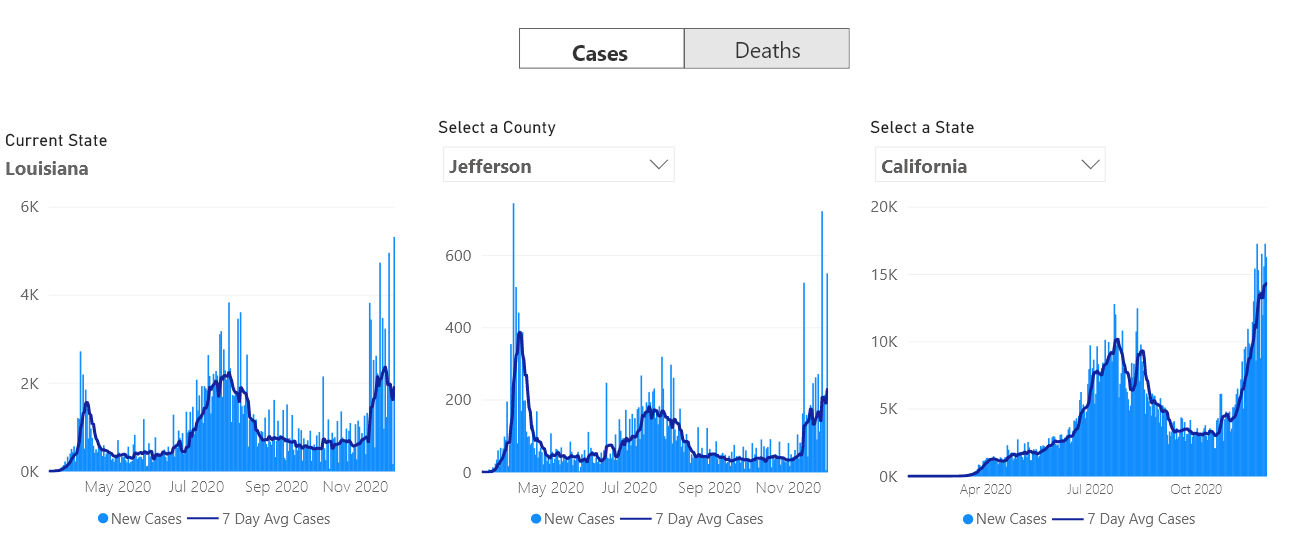 Cases
Deaths
Current State
Louisiana
6K
4K
2K
0K
May 2020
Jul 2020
Sep 2020
Nov 2020
New Cases
7 Day Avg Cases
Select a County
Jefferson
600
400
200
0
May 2020
Jul 2020
Sep 2020
Nov 2020
New Cases
7 Day Avg Cases
Select a State
California
20K
15K
10K
5K
0K
Apr 2020
Jul 2020
Oct 2020
New Cases
7 Day Avg Cases